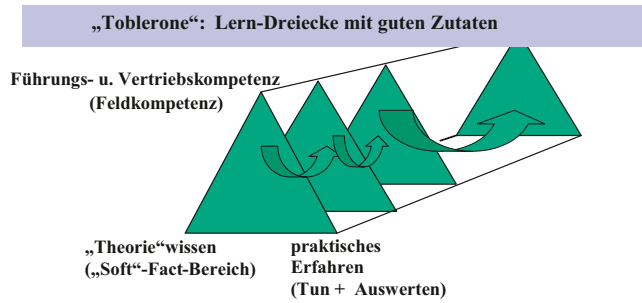 „Toblerone“: Lern-Dreiecke mit guten Zutaten
Führungs- u. Vertriebskompetenz
(Feldkompetenz)
„Theorie“wissen
(„Soft“-Fact-Bereich)
praktisches
Erfahren
(Tun + Auswerten)